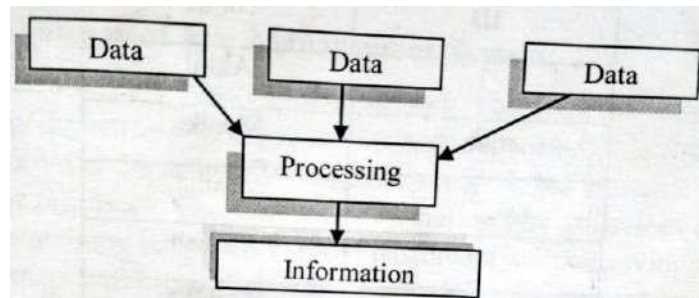 Data
Data
Data
Processing
Information